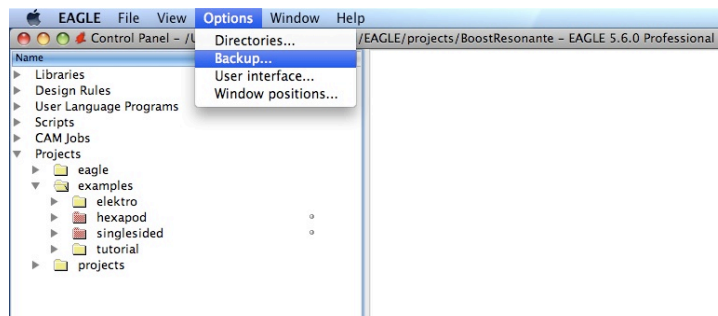 EAGLE File View Options Window Help
Control Panel – /U /EAGLE/projects/BoostResonante – EAGLE 5.6.0 Professional
Directories...
Backup...
User interface...
Window positions...
Name
Libraries
Design Rules
User Language Programs
Scripts
CAM Jobs
Projects
eagle
examples
elektro
hexapod
singlesided
tutorial
projects